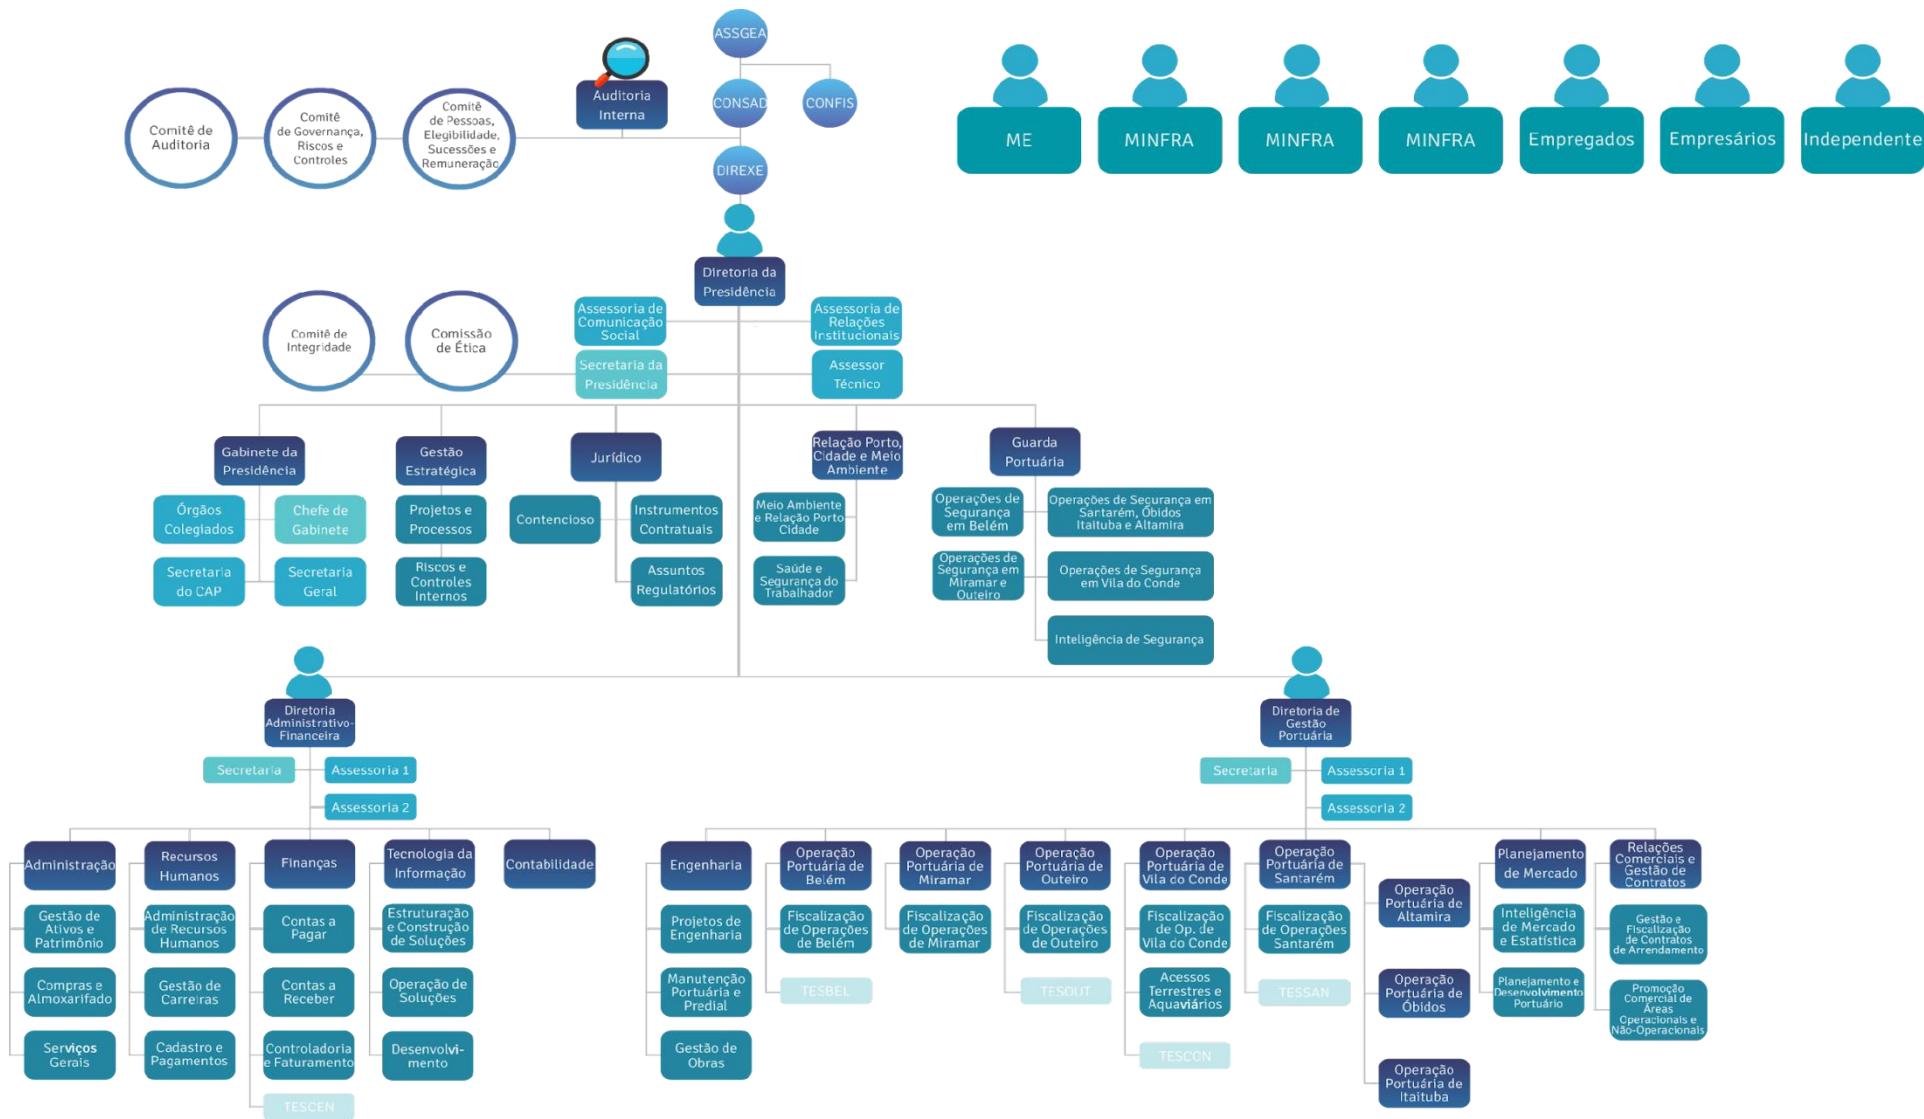 ASSGEA
CONSAD
CONFIS
DIREXE
Auditoria
Interna
Comitê de
Auditoria
Comitê
de Governança,
Riscos e
Controles
Comitê
de Pessoas,
Elegibilidade,
Sucessões e
Remuneração
ME
MINFRA
MINFRA
MINFRA
Empregados
Empresários
Independente
Diretoria da
Presidência
Comitê de
Integridade
Comissão
de Ética
Assessoria de
Comunicação
Social
Assessoria de
Relações
Institucionais
Secretaria da
Presidência
Assessor
Técnico
Gabinete da
Presidência
Órgãos
Colegiados
Chefe de
Gabinete
Secretaria
do CAP
Secretaria
Geral
Gestão
Estratégica
Projetos e
Processos
Riscos e
Controles
Internos
Jurídico
Contencioso
Instrumentos
Contratuais
Assuntos
Regulatórios
Relação Porto,
Cidade e Meio
Ambiente
Meio Ambiente
e Relação Porto
Cidade
Saúde e
Segurança do
Trabalhador
Guarda
Portuária
Operações de
Segurança
em Belém
Operações de Segurança em
Santarém, Óbidos
Itaituba e Altamira
Operações de
Segurança em
Miramar e
Outeiro
Operações de Segurança
em Vila do Conde
Inteligência de Segurança
Diretoria
Administrativo-
Financeira
Secretaria
Assessoria 1
Assessoria 2
Administração
Gestão de
Ativos e
Patrimônio
Compras e
Almoxarifado
Serviços
Gerais
Recursos
Humanos
Administração
de Recursos
Humanos
Gestão de
Carreiras
Cadastro e
Pagamentos
Finanças
Contas a
Pagar
Contas a
Receber
Controladoria
e Faturamento
TESCEN
Tecnologia da
Informação
Estruturação
e Construção
de Soluções
Operação de
Soluções
Desenvolvi-
mento
Contabilidade
Diretoria de
Gestão
Portuária
Secretaria
Assessoria 1
Assessoria 2
Engenharia
Projetos de
Engenharia
Manutenção
Portuária e
Predial
Gestão de
Obras
Operação
Portuária de
Belém
Fiscalização
de Operações
de Belém
TESBEL
Operação
Portuária de
Miramar
Fiscalização
de Operações
de Miramar
Operação
Portuária de
Outeiro
Fiscalização
de Operações
de Outeiro
TESOUT
Operação
Portuária de
Vila do Conde
Fiscalização
de Op. de
Vila do Conde
Acessos
Terrestres e
Aquaviários
TESCON
Operação
Portuária de
Santarém
Fiscalização
de Operações
Santarém
TESSAN
Operação
Portuária de
Altamira
Operação
Portuária de
Óbidos
Operação
Portuária de
Itaituba
Planejamento
de Mercado
Inteligência
de Mercado
e Estatística
Planejamento e
Desenvolvimento
Portuário
Relações
Comerciais e
Gestão de
Contratos
Gestão e
Fiscalização
de Contratos
de Arrendamento
Promoção
Comercial de
Áreas
Operacionais e
Não-Operacionais